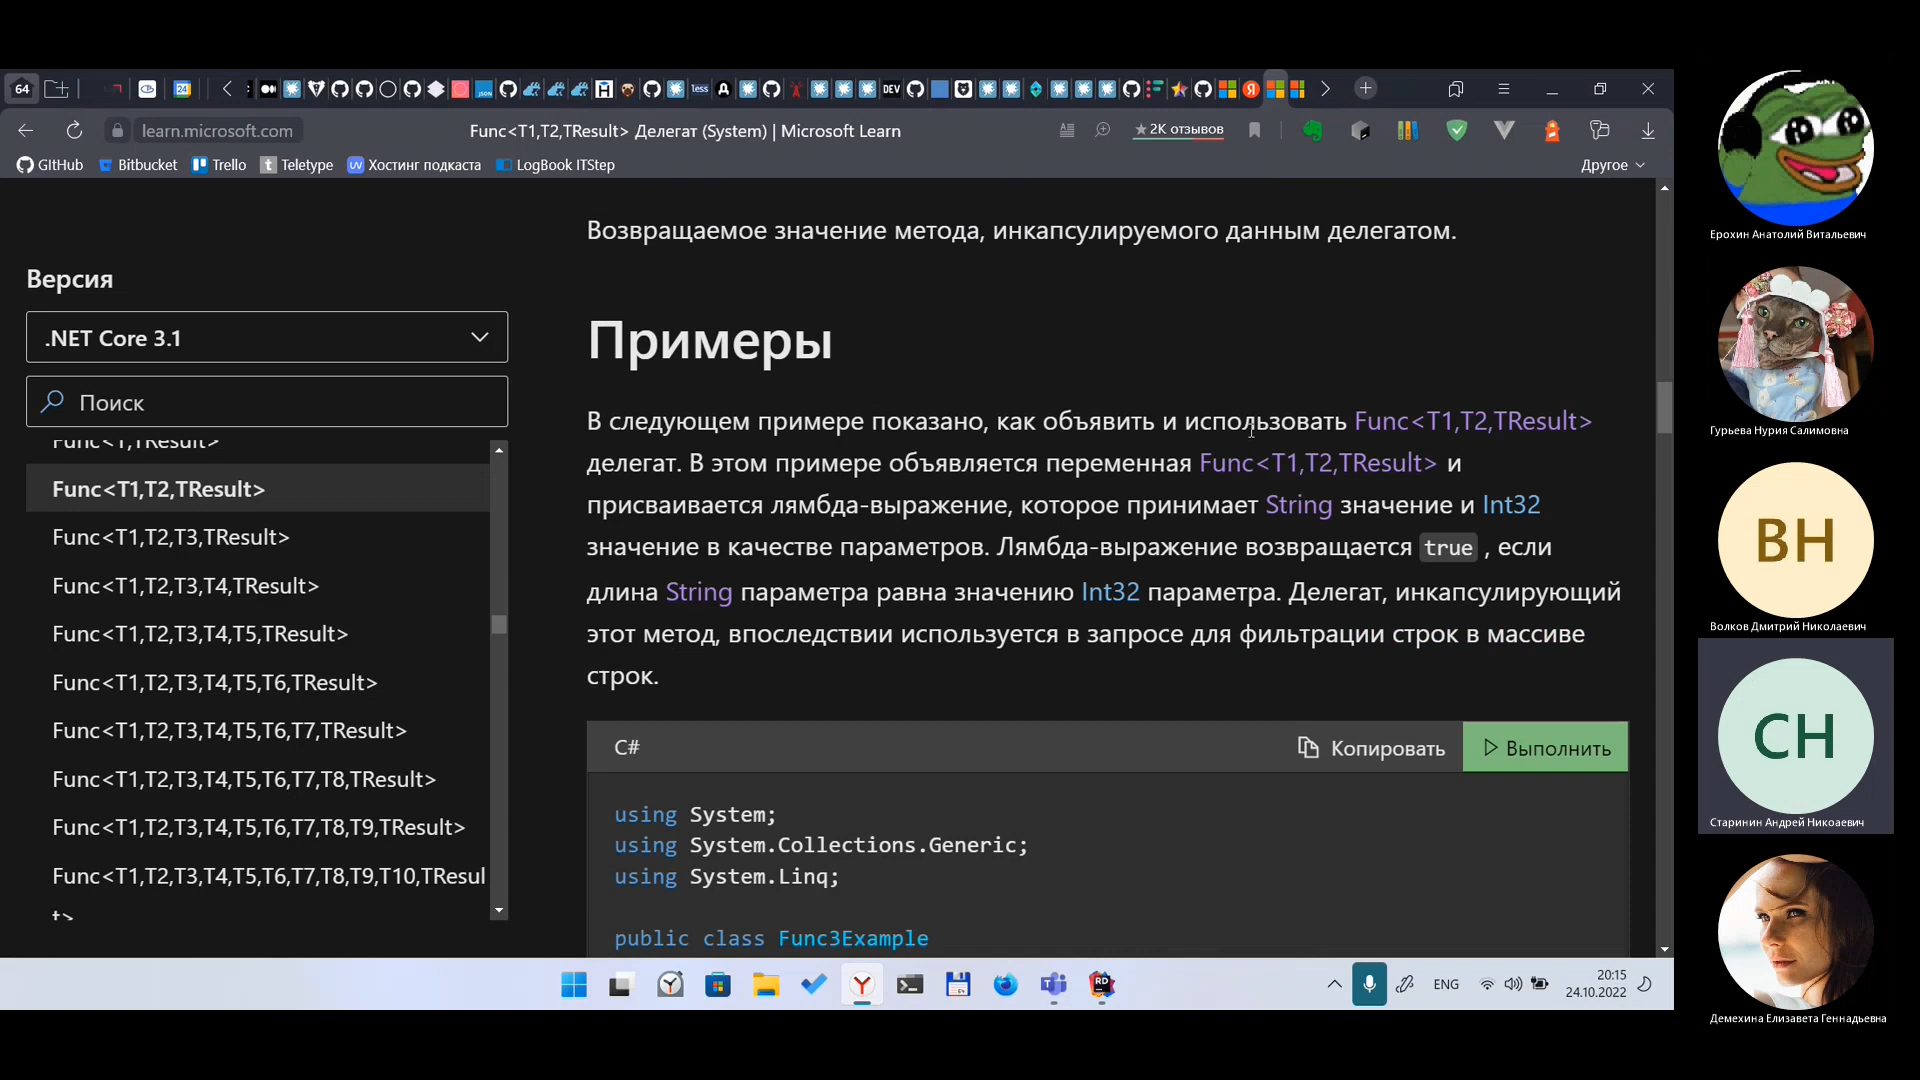 64
24
JSON
less
DEV
learn.microsoft.com
Func<T1,T2,TResult> Делегат (System) | Microsoft Learn
★2K отзывов
GitHub
Bitbucket
Trello
Teletype
Хостинг подкаста
LogBook ITStep
Другое
Возвращаемое значение метода, инкапсулируемого данным делегатом.
Версия
.NET Core 3.1
Поиск
Func<T,TResult>
Func<T1,T2,TResult>
Func<T1,T2,T3,TResult>
Func<T1,T2,T3,T4,TResult>
Func<T1,T2,T3,T4,T5,TResult>
Func<T1,T2,T3,T4,T5,T6,TResult>
Func<T1,T2,T3,T4,T5,T6,T7,TResult>
Func<T1,T2,T3,T4,T5,T6,T7,T8,TResult>
Func<T1,T2,T3,T4,T5,T6,T7,T8,T9,TResult>
Func<T1,T2,T3,T4,T5,T6,T7,T8,T9,T10,TResul
t>
Примеры
В следующем примере показано, как объявить и использовать Func<T1,T2,TResult>
делегат. В этом примере объявляется переменная Func<T1,T2,TResult> и
присваивается лямбда-выражение, которое принимает String значение и Int32
значение в качестве параметров. Лямбда-выражение возвращается true , если
длина String параметра равна значению Int32 параметра. Делегат, инкапсулирующий
этот метод, впоследствии используется в запросе для фильтрации строк в массиве
строк.
C#
Копировать
Выполнить
using System;
using System.Collections.Generic;
using System.Linq;
public class Func3Example
ENG
20:15
24.10.2022
Ерохин Анатолий Витальевич
Гурьева Нурия Салимовна
ВН
Волков Дмитрий Николаевич
СН
Старинин Андрей Никоаевич
Демехина Елизавета Геннадьевна